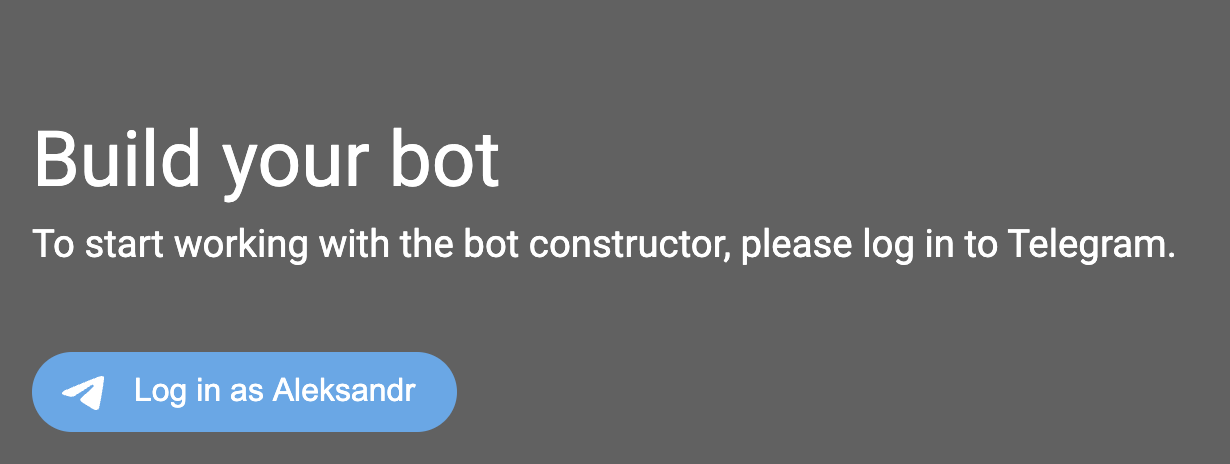 Build your bot
To start working with the bot constructor, please log in to Telegram.
Log in as Aleksandr